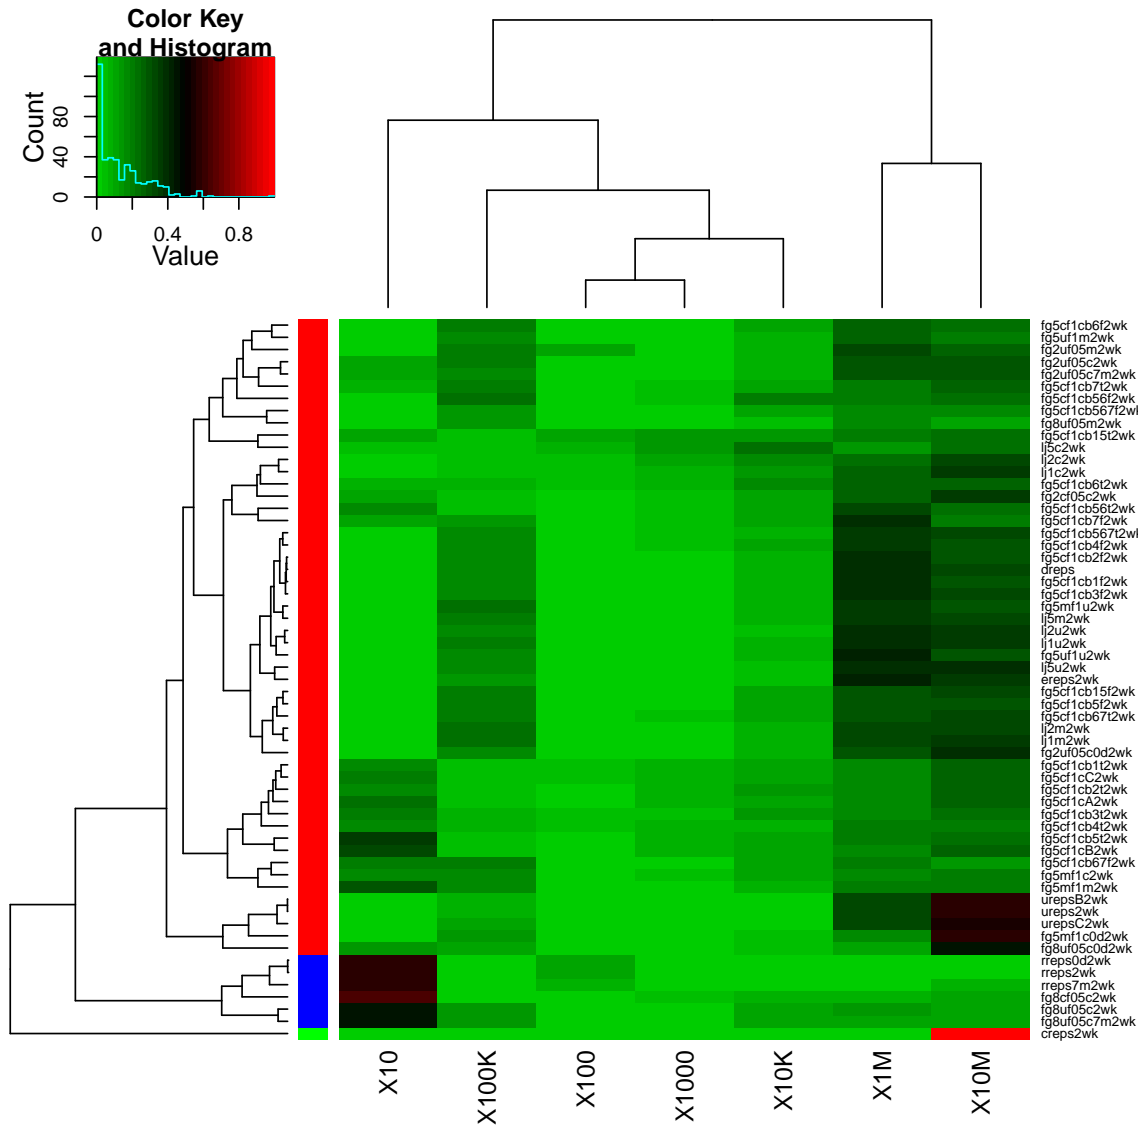 Color Key
and Histogram
Count
0
40
80
0
0.4
0.8
Value
fg5cf1cb6f2wk
fg5uf1m2wk
fg2uf05m2wk
fg2uf05c2wk
fg2uf05c7m2wk
fg5cf1cb7t2wk
fg5cf1cb56f2wk
fg5cf1cb567f2wk
fg8uf05m2wk
fg5cf1cb15t2wk
lj5c2wk
lj2c2wk
lj1c2wk
fg5cf1cb6t2wk
fg2cf05c2wk
fg5cf1cb56t2wk
fg5cf1cb7f2wk
fg5cf1cb567t2wk
fg5cf1cb4f2wk
fg5cf1cb2f2wk
dreps
fg5cf1cb1f2wk
fg5cf1cb3f2wk
fg5mf1u2wk
lj5m2wk
lj2u2wk
lj1u2wk
fg5uf1u2wk
lj5u2wk
ereps2wk
fg5cf1cb15f2wk
fg5cf1cb5f2wk
fg5cf1cb67t2wk
lj2m2wk
lj1m2wk
fg2uf05c0d2wk
fg5cf1cb1t2wk
fg5cf1cC2wk
fg5cf1cb2t2wk
fg5cf1cA2wk
fg5cf1cb3t2wk
fg5cf1cb4t2wk
fg5cf1cb5t2wk
fg5cf1cB2wk
fg5cf1cb67f2wk
fg5mf1c2wk
fg5mf1m2wk
urepsB2wk
ureps2wk
urepsC2wk
fg5mf1c0d2wk
fg8uf05c0d2wk
rreps0d2wk
rreps2wk
rreps7m2wk
fg8cf05c2wk
fg8uf05c2wk
fg8uf05c7m2wk
creps2wk
X10
X100K
X100
X1000
X10K
X1M
X10M